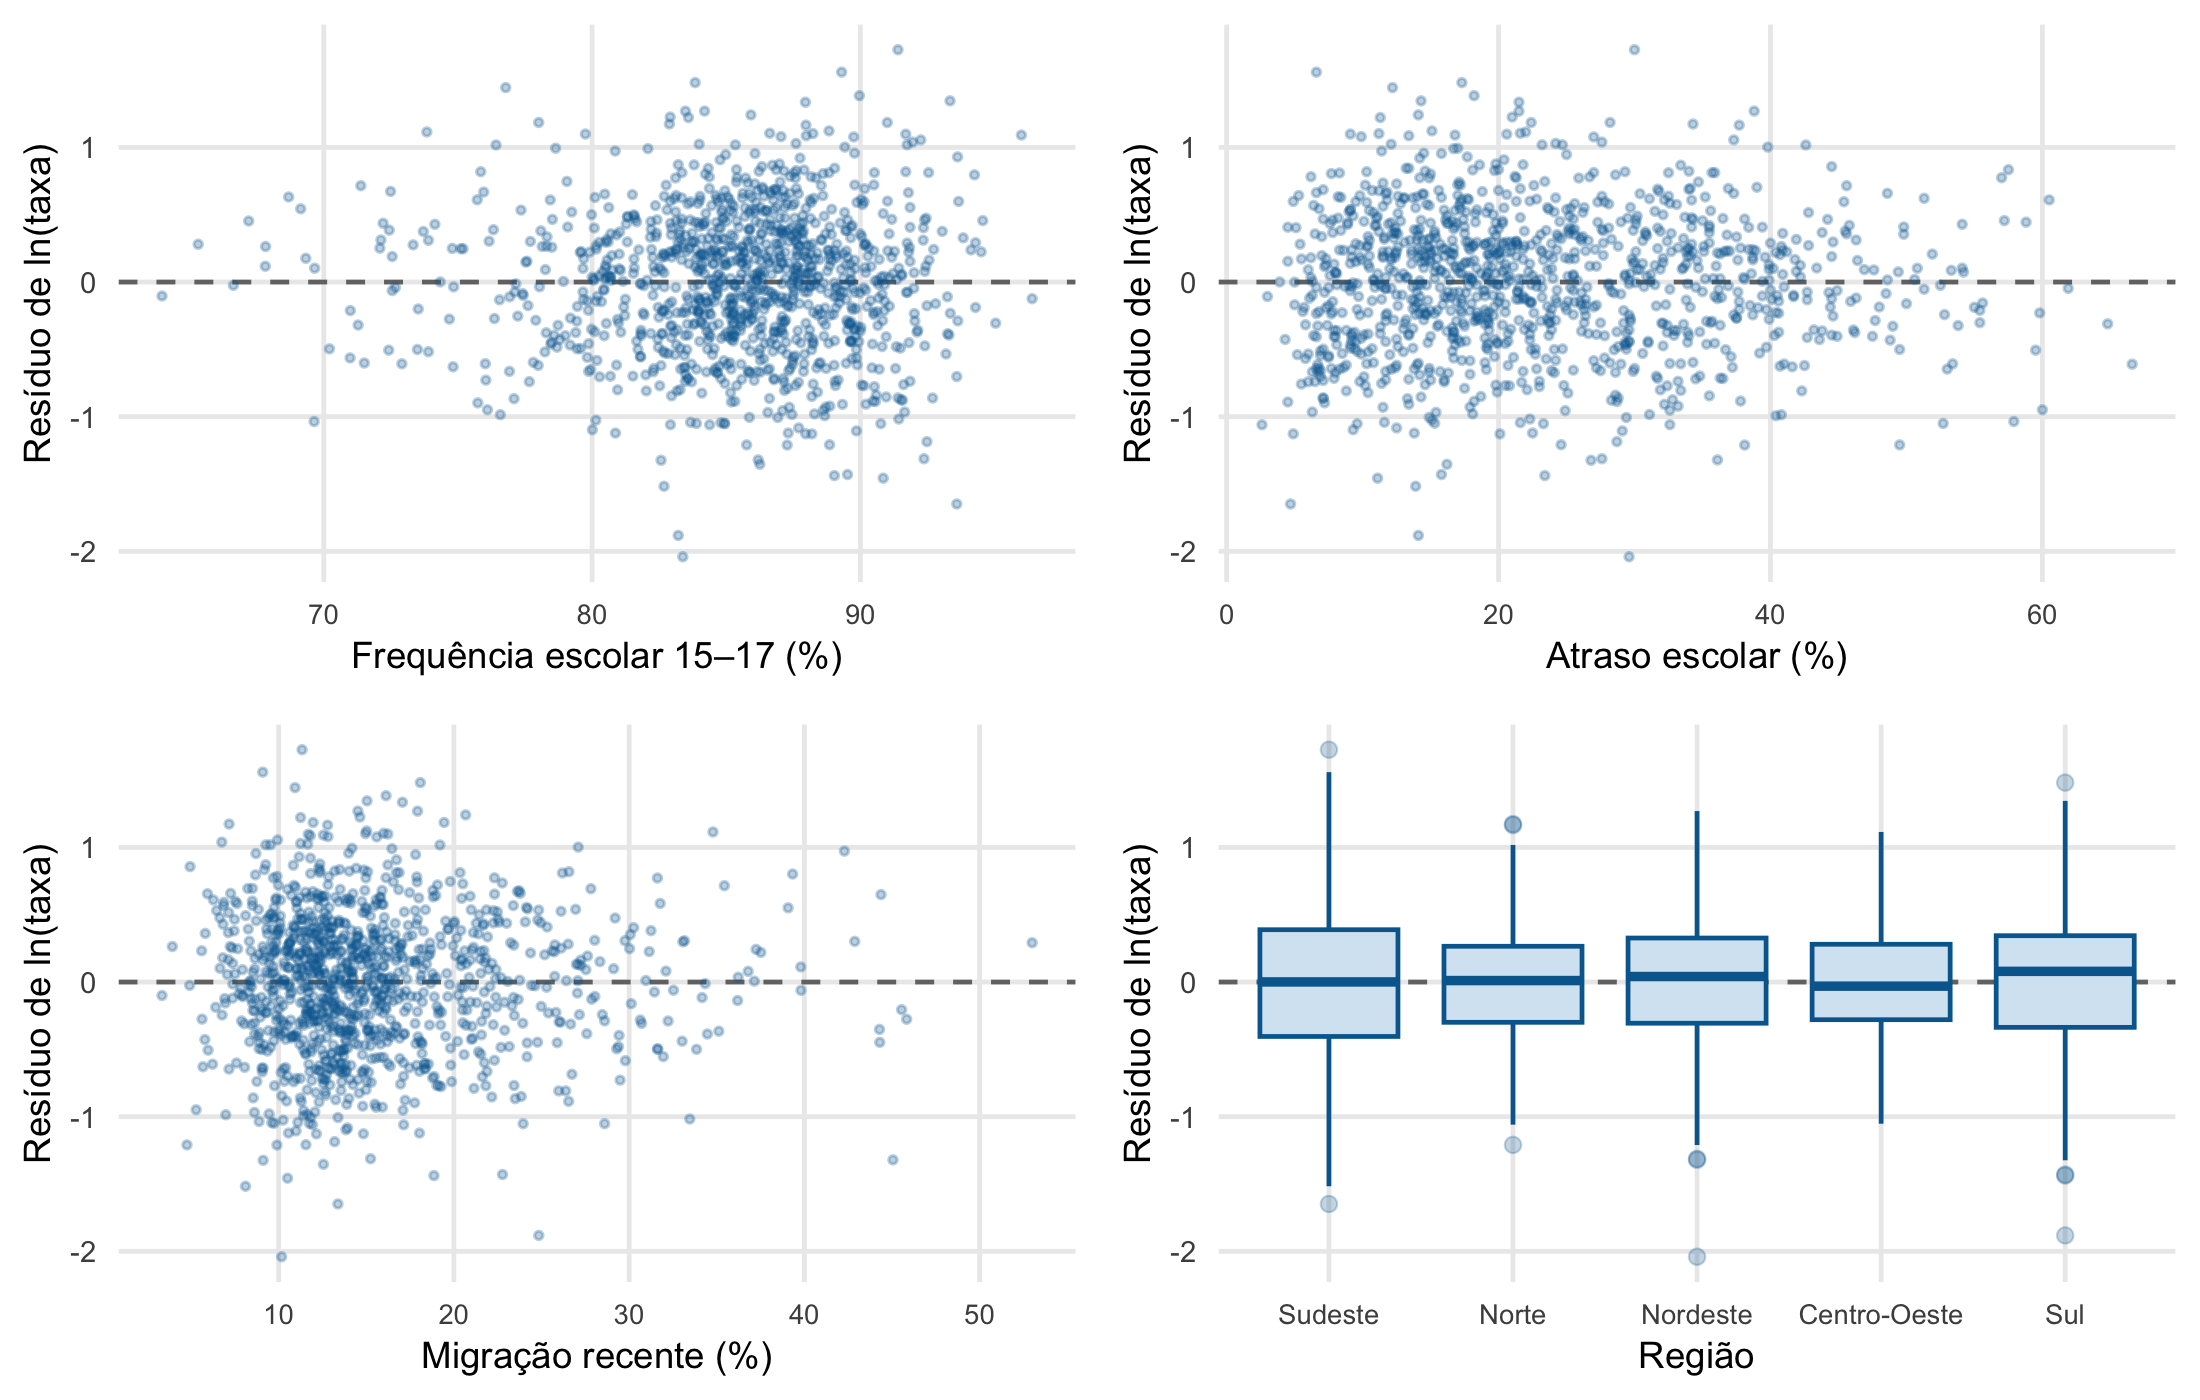 Resíduo de ln(taxa)
1
0
-1
-2
70 80 90
Frequência escolar 15–17 (%)
Resíduo de ln(taxa)
1
0
-1
-2
0 20 40 60
Atraso escolar (%)
Resíduo de ln(taxa)
1
0
-1
-2
10 20 30 40 50
Migração recente (%)
Resíduo de ln(taxa)
1
0
-1
-2
Sudeste Norte Nordeste Centro-Oeste Sul
Região